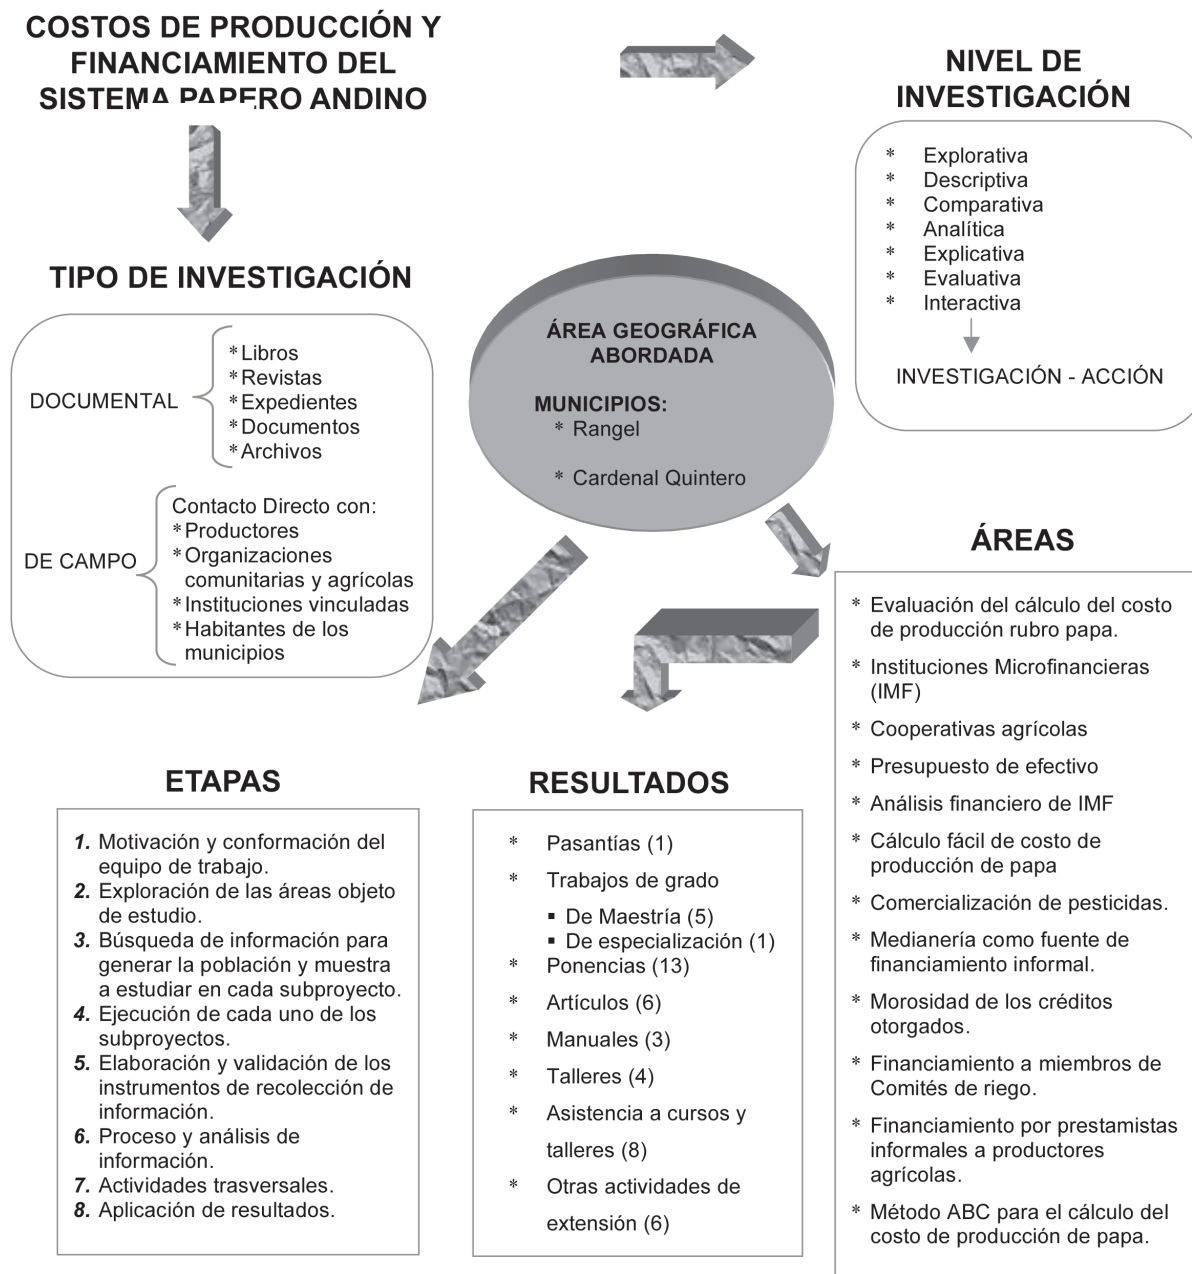 COSTOS DE PRODUCCIÓN Y
FINANCIAMIENTO DEL
SISTEMA PAPERO ANDINO
NIVEL DE
INVESTIGACIÓN
* Explorativa
* Descriptiva
* Comparativa
* Analítica
* Explicativa
* Evaluativa
* Interactiva
INVESTIGACIÓN - ACCIÓN
TIPO DE INVESTIGACIÓN
DOCUMENTAL
* Libros
* Revistas
* Expedientes
* Documentos
* Archivos
DE CAMPO
Contacto Directo con:
* Productores
* Organizaciones
comunitarias y agrícolas
* Instituciones vinculadas
* Habitantes de los
municipios
ÁREA GEOGRÁFICA
ABORDADA
MUNICIPIOS:
* Rangel
* Cardenal Quintero
ÁREAS
* Evaluación del cálculo del costo
de producción rubro papa.
* Instituciones Microfinancieras
(IMF)
* Cooperativas agrícolas
* Presupuesto de efectivo
* Análisis financiero de IMF
* Cálculo fácil de costo de
producción de papa
* Comercialización de pesticidas.
* Medianería como fuente de
financiamiento informal.
* Morosidad de los créditos
otorgados.
* Financiamiento a miembros de
Comités de riego.
* Financiamiento por prestamistas
informales a productores
agrícolas.
* Método ABC para el cálculo del
costo de producción de papa.
ETAPAS
1. Motivación y conformación del
equipo de trabajo.
2. Exploración de las áreas objeto
de estudio.
3. Búsqueda de información para
generar la población y muestra
a estudiar en cada subproyecto.
4. Ejecución de cada uno de los
subproyectos.
5. Elaboración y validación de los
instrumentos de recolección de
información.
6. Proceso y análisis de
información.
7. Actividades trasversales.
8. Aplicación de resultados.
RESULTADOS
* Pasantías (1)
* Trabajos de grado
▪ De Maestría (5)
▪ De especialización (1)
* Ponencias (13)
* Artículos (6)
* Manuales (3)
* Talleres (4)
* Asistencia a cursos y
talleres (8)
* Otras actividades de
extensión (6)